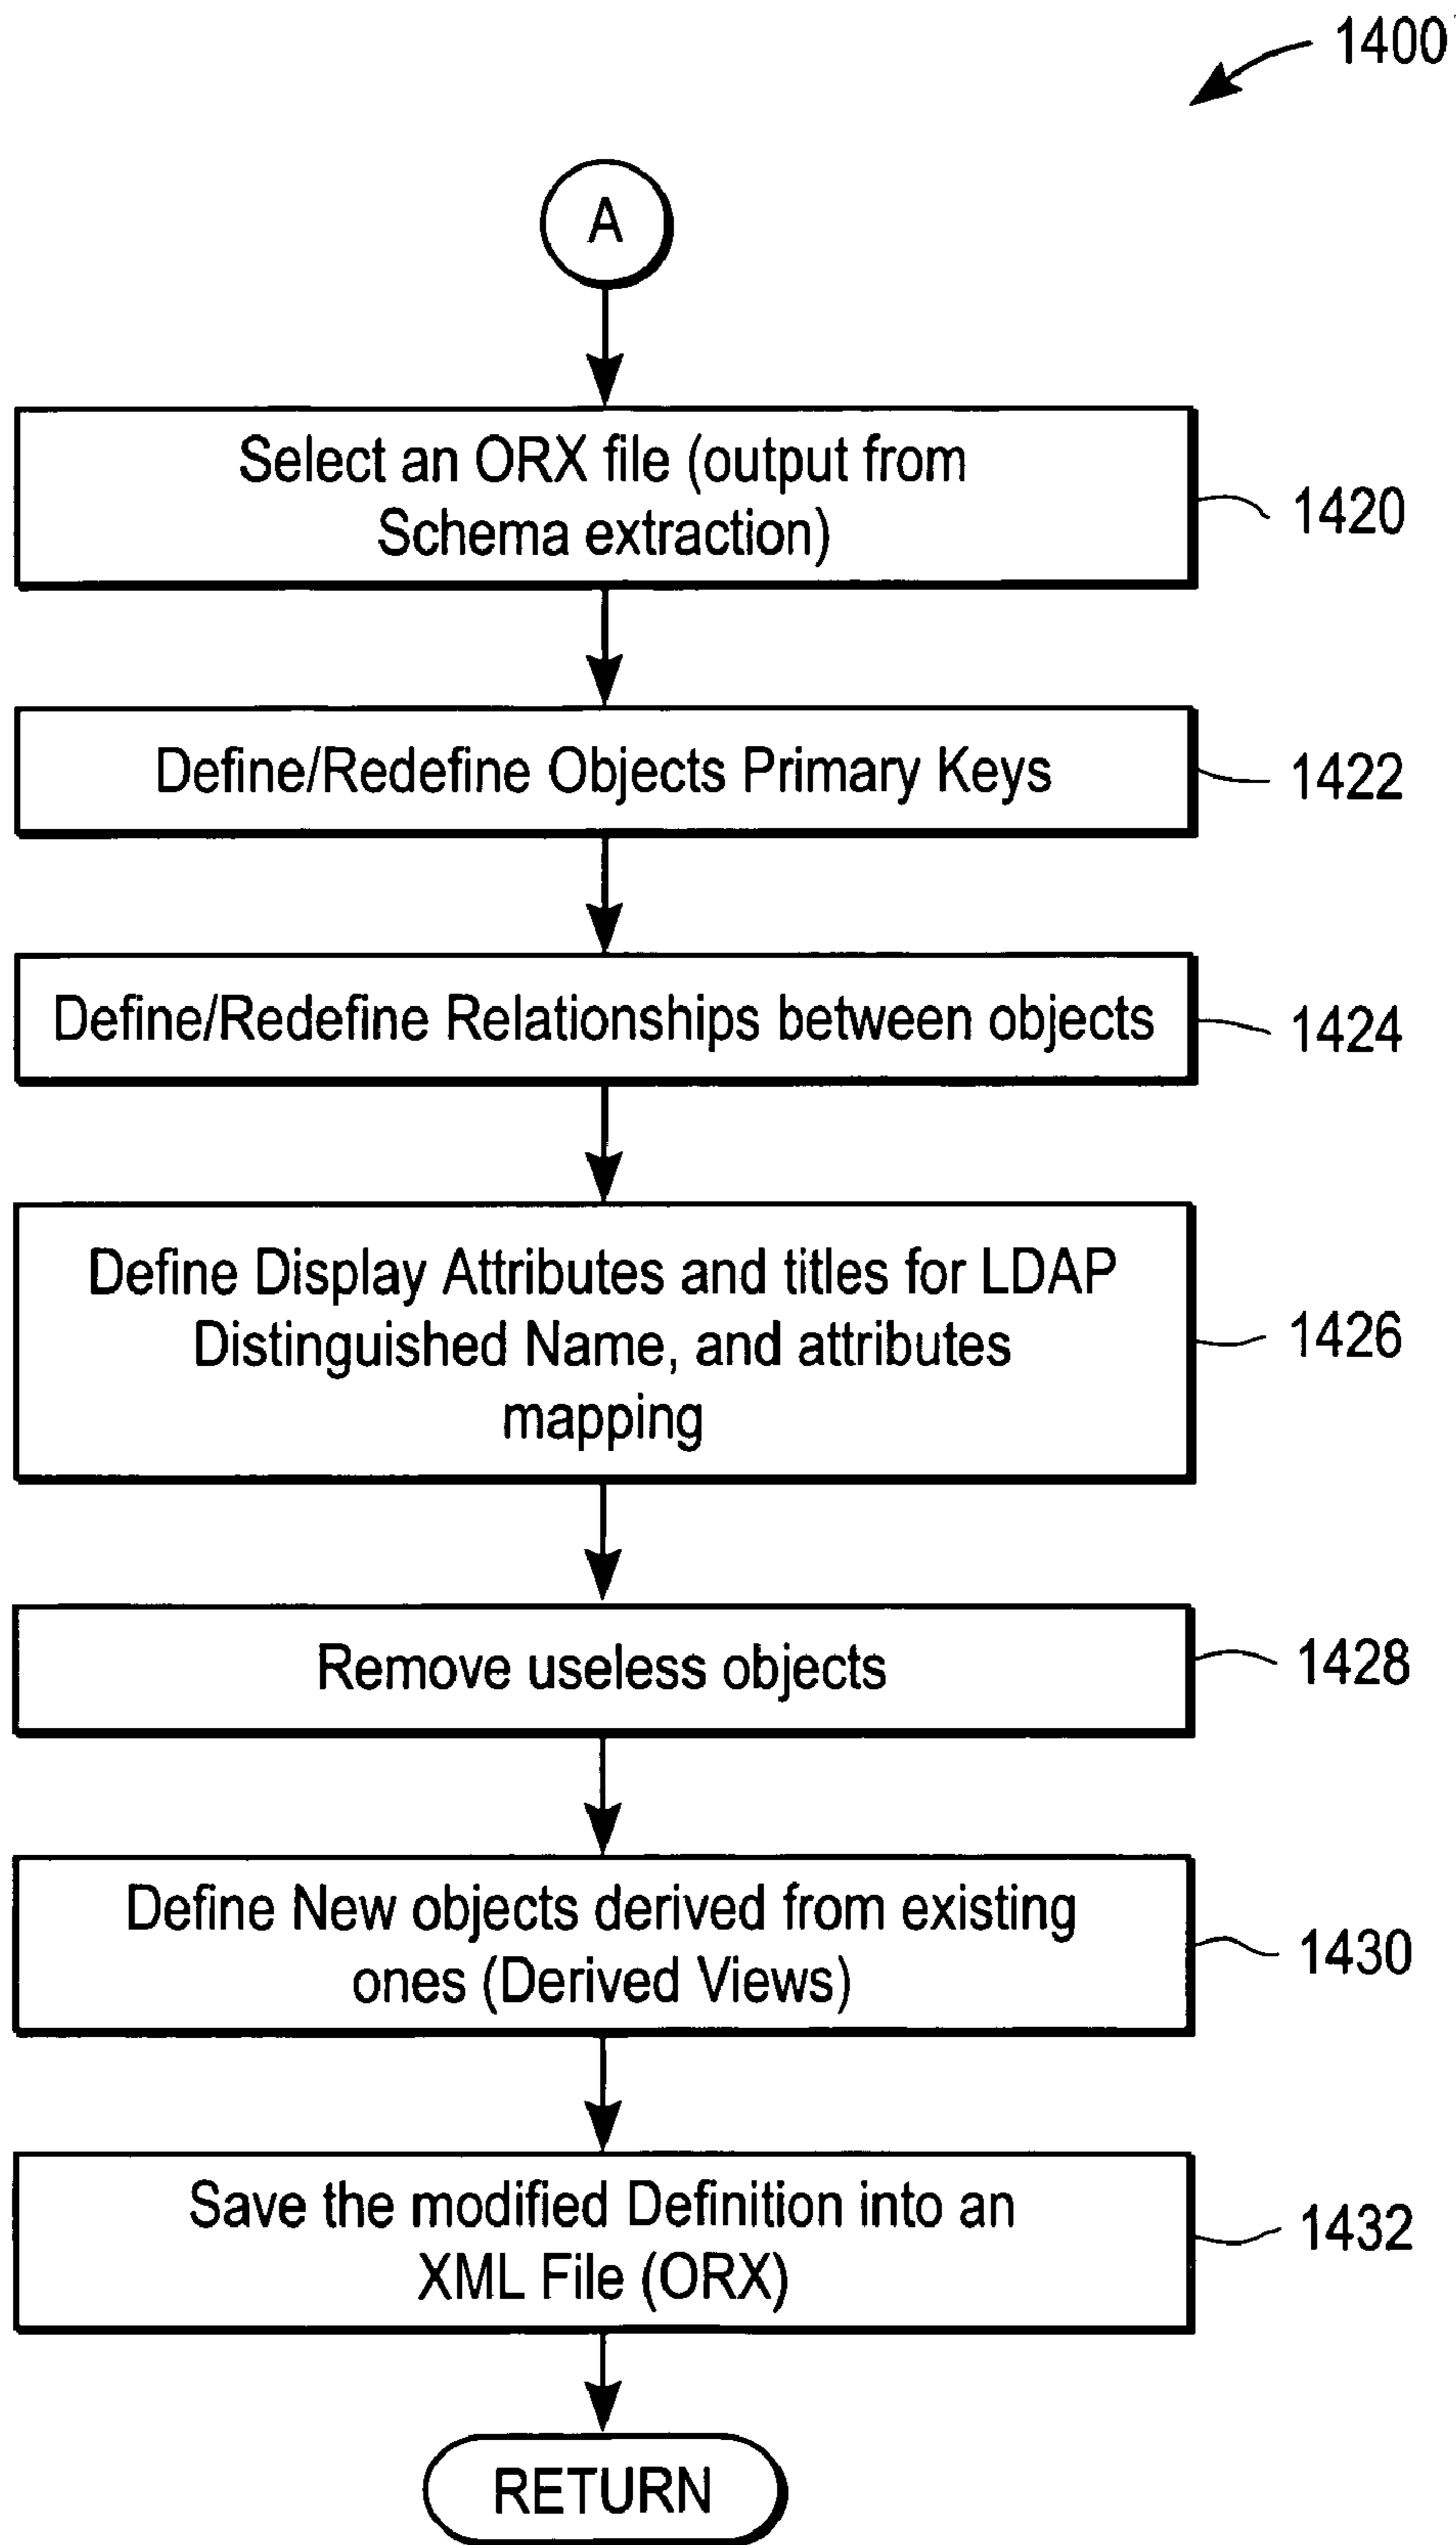 1400
A
Select an ORX file (output from
Schema extraction)
1420
Define/Redefine Objects Primary Keys
1422
Define/Redefine Relationships between objects
1424
Define Display Attributes and titles for LDAP
Distinguished Name, and attributes
mapping
1426
Remove useless objects
1428
Define New objects derived from existing
ones (Derived Views)
1430
Save the modified Definition into an
XML File (ORX)
1432
RETURN